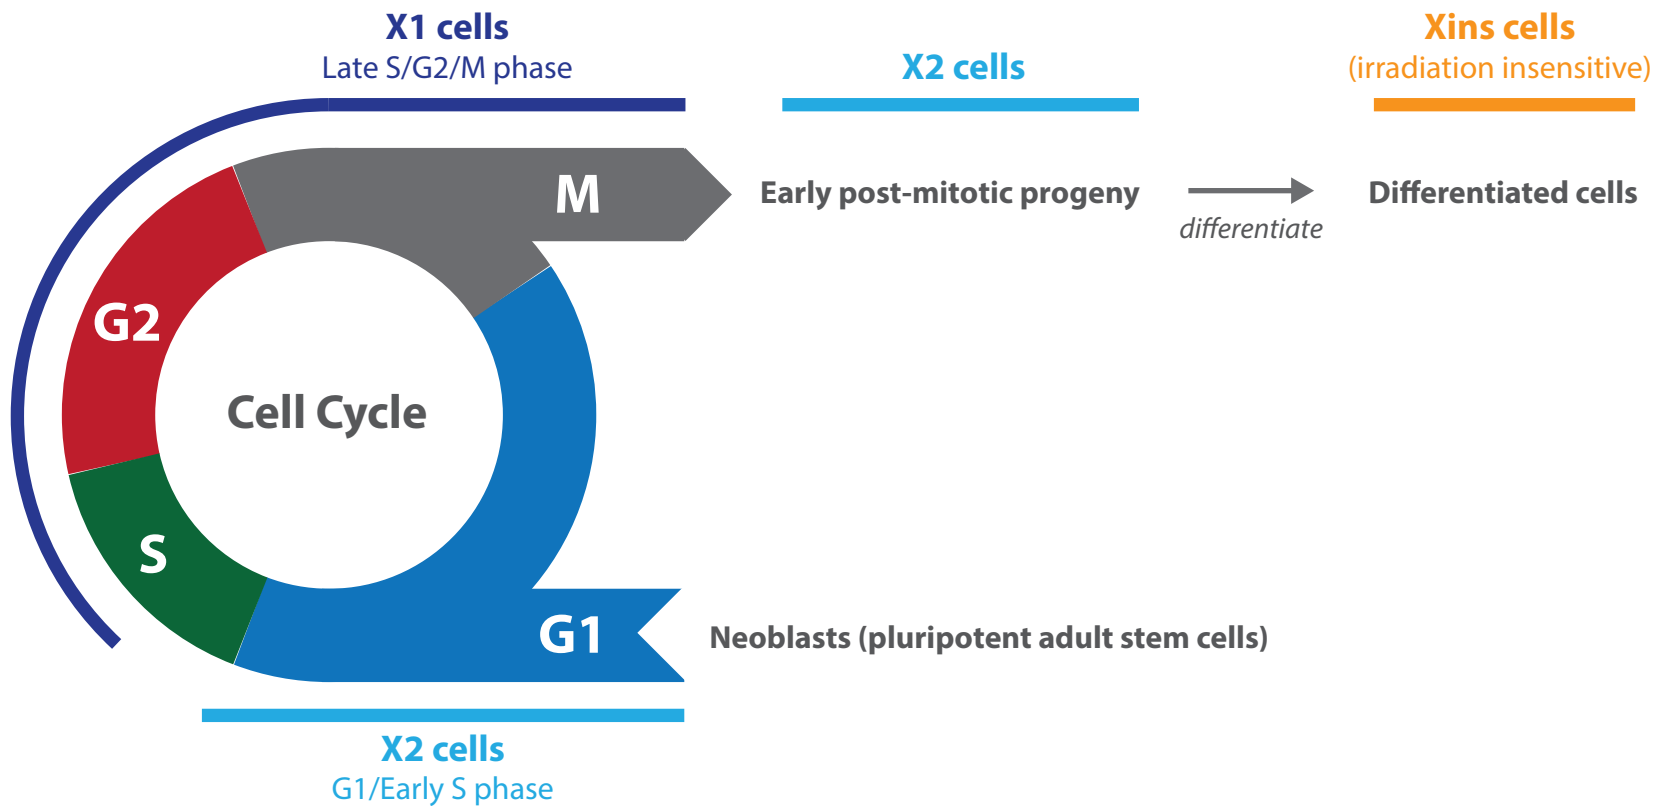 X1 cells
Late S/G2/M phase
X2 cells
Xins cells
(irradiation insensitive)
M
Early post-mitotic progeny
differentiate
Differentiated cells
G2
Cell Cycle
S
G1
Neoblasts (pluripotent adult stem cells)
X2 cells
G1/Early S phase